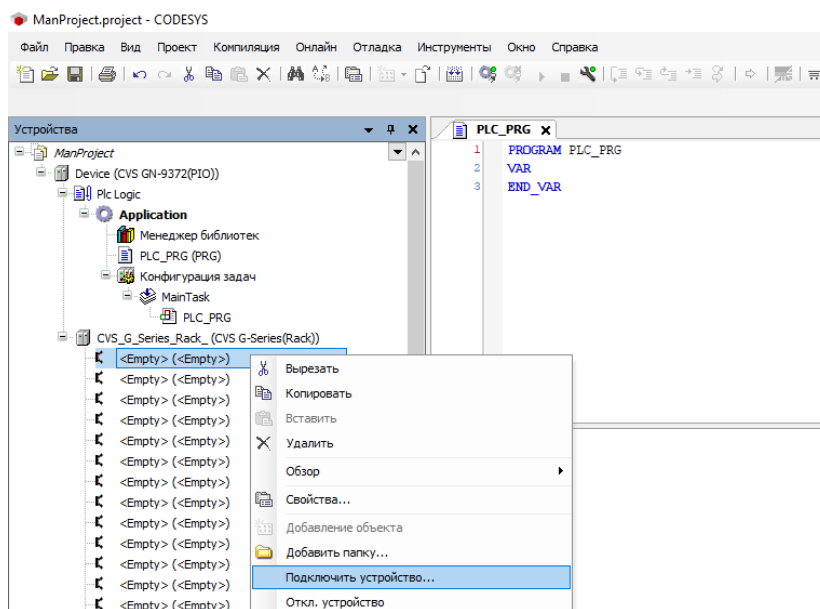 ManProject.project - CODESYS
Файл Правка Вид Проект Компиляция Онлайн Отладка Инструменты Окно Справка
Устройства
ManProject
Device (CVS GN-9372(PIO))
Plc Logic
Application
Менеджер библиотек
PLC_PRG (PRG)
Конфигурация задач
MainTask
PLC_PRG
CVS_G_Series_Rack_ (CVS G-Series(Rack))
<Empty> (<Empty>)
<Empty> (<Empty>)
<Empty> (<Empty>)
<Empty> (<Empty>)
<Empty> (<Empty>)
<Empty> (<Empty>)
<Empty> (<Empty>)
<Empty> (<Empty>)
<Empty> (<Empty>)
<Empty> (<Empty>)
<Empty> (<Empty>)
<Empty> (<Empty>)
<Empty> (<Empty>)
Вырезать
Копировать
Вставить
Удалить
Обзор
Свойства...
Добавление объекта
Добавить папку...
Подключить устройство...
Откл. устройство
PLC_PRG
1 PROGRAM PLC_PRG
2 VAR
3 END_VAR